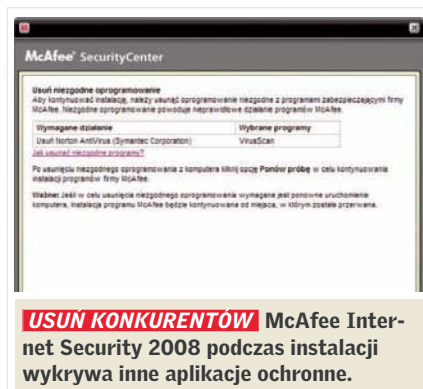 McAfee® SecurityCenter
Usuń niezgodne oprogramowanie
Aby kontynuować instalację, należy usunąć oprogramowanie niezgodne z programami zabezpieczającymi firmy
McAfee. Niezgodne oprogramowanie powoduje nieprawidłowe działanie programów McAfee.
Wymagane działanie Wybrane programy
Usuń Norton AntiVirus (Symantec Corporation) VirusScan
Jak usunąć niezgodne programy?
Po usunięciu niezgodnego oprogramowania z komputera kliknij opcję Ponów próbę w celu kontynuowania
instalacji programów firmy McAfee.
Ważne: Jeśli w celu usunięcia niezgodnego oprogramowania wymagane jest ponowne uruchomienie
komputera, instalacja programu McAfee będzie kontynuowana od miejsca, w którym została przerwana.
USUŃ KONKURENTÓW McAfee Inter-
net Security 2008 podczas instalacji
wykrywa inne aplikacje ochronne.